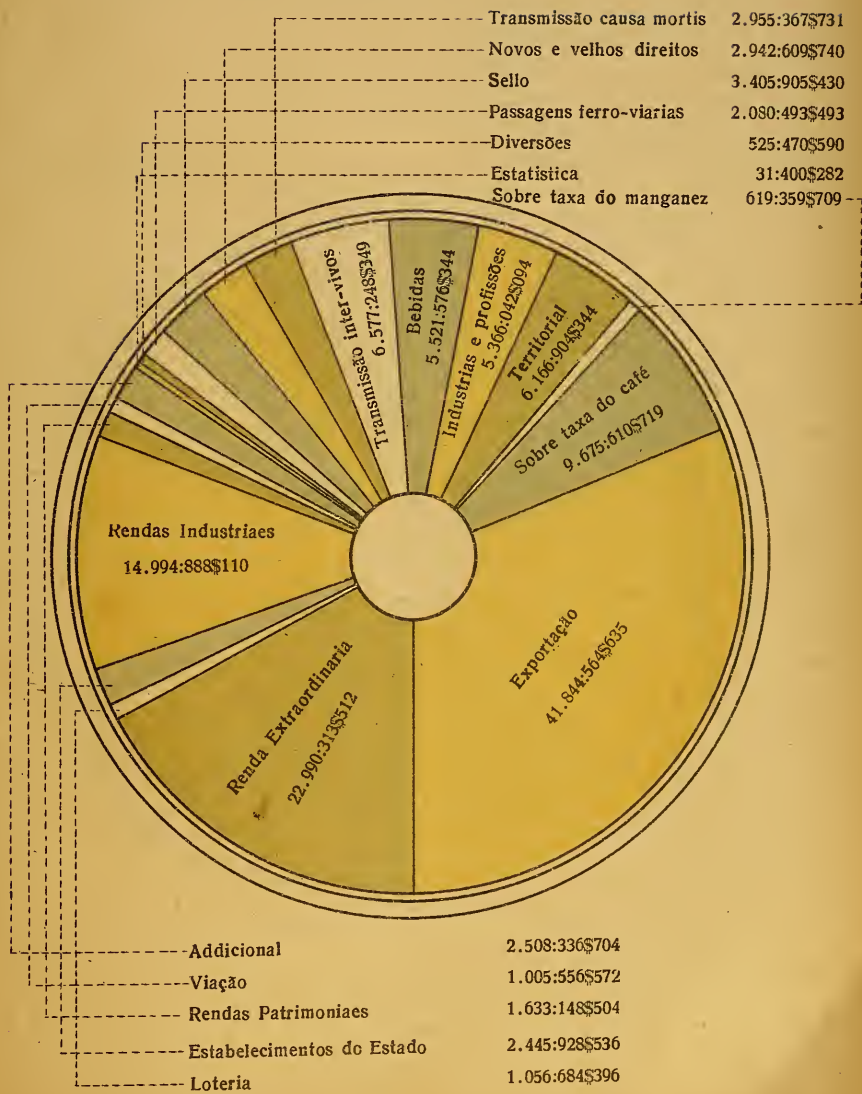 Transmissão causa mortis 2.955:367$731
Novos e velhos direitos 2.942:609$740
Sello 3.405:905$430
Passagens ferro-viarias 2.080:493$493
Diversões 525:470$590
Estatistica 31:400$282
Sobre taxa do manganez 619:359$709
Transmissão inter-vivos
6.577:248$349
Bebidas
5.521:576$344
Industrias e profissões
5.366:042$094
Territorial
6.166:904$344
Sobre taxa do café
9.675:610$719
Rendas Industriaes
14.994:888$110
Exportação
41.844:564$635
Renda Extraordinaria
22.990:313$512
Addicional 2.508:336$704
Viação 1.005:556$572
Rendas Patrimoniaes 1.633:148$504
Estabelecimentos do Estado 2.445:928$536
Loteria 1.056:684$396